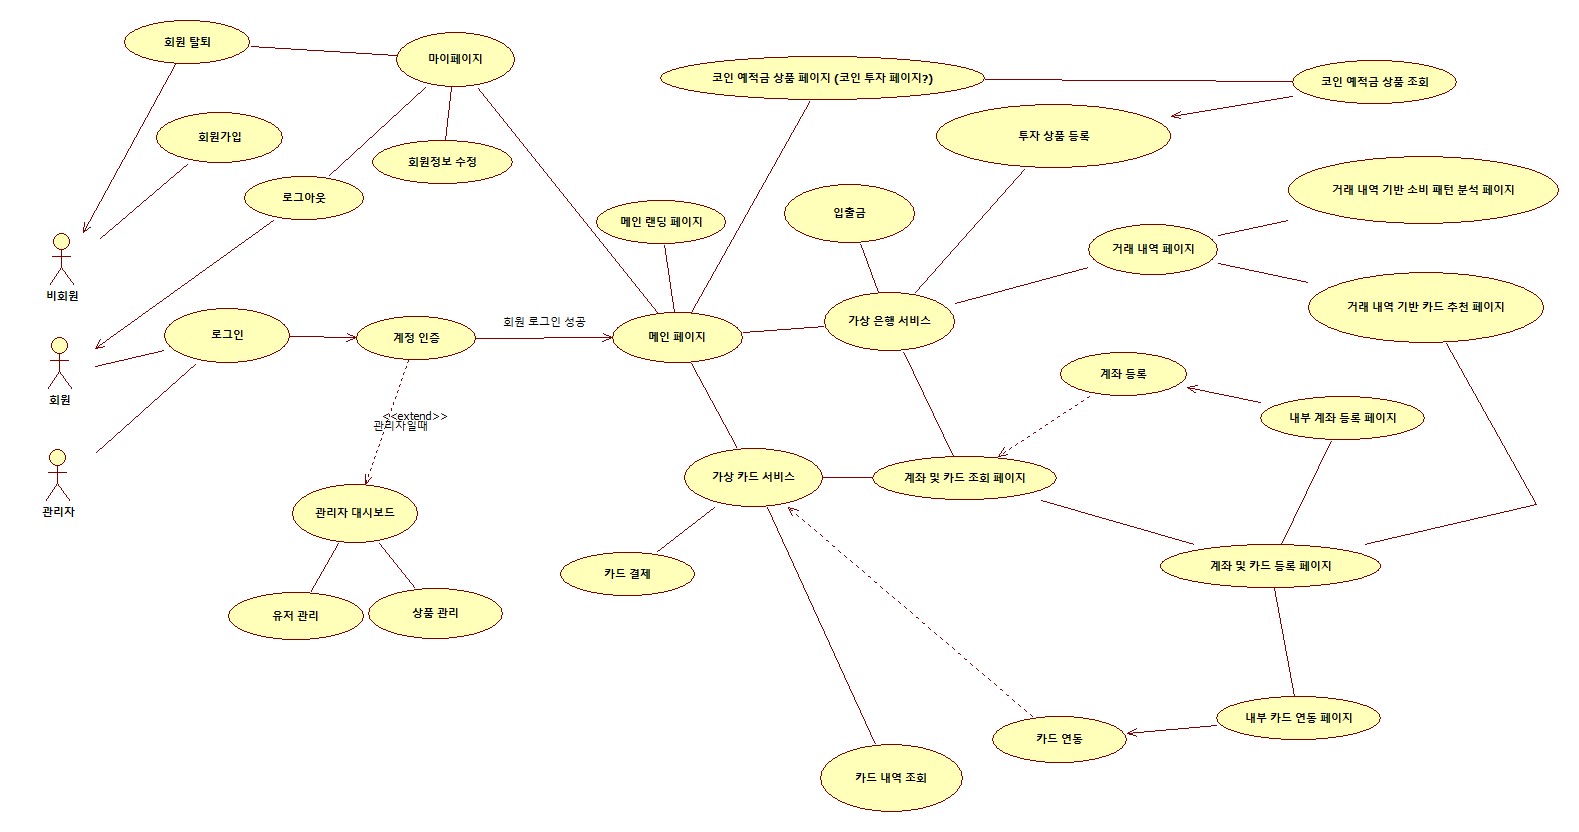 회원 탈퇴
마이페이지
코인 예적금 상품 페이지 (코인 투자 페이지?)
코인 예적금 상품 조회
회원가입
투자 상품 등록
회원정보 수정
로그아웃
거래 내역 기반 소비 패턴 분석 페이지
메인 랜딩 페이지
입출금
거래 내역 페이지
비회원
거래 내역 기반 카드 추천 페이지
로그인
계정 인증
회원 로그인 성공
메인 페이지
가상 은행 서비스
회원
계좌 등록
<<extend>>
관리자일때
내부 계좌 등록 페이지
가상 카드 서비스
계좌 및 카드 조회 페이지
관리자
관리자 대시보드
카드 결제
계좌 및 카드 등록 페이지
유저 관리
상품 관리
내부 카드 연동 페이지
카드 연동
카드 내역 조회